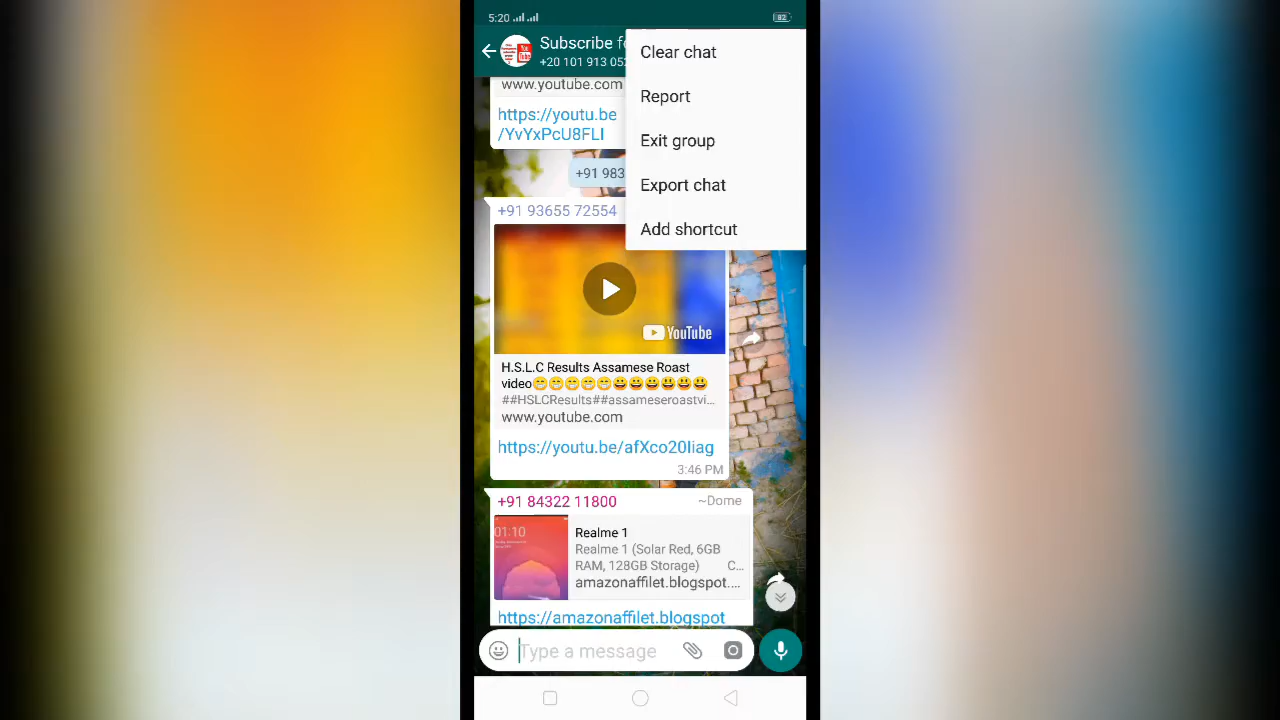 5:20
82
Subscribe fo
+20 101 913 052
Clear chat
Report
Exit group
Export chat
Add shortcut
www.youtube.com
https://youtu.be
/YvYxPcU8FLI
+91 983
+91 93655 72554
YouTube
H.S.L.C Results Assamese Roast
video😁😁😁😁😁😃😃😃😃😃😃😃
##HSLCResults##assameseroastvi...
www.youtube.com
https://youtu.be/afXco20Iiag
3:46 PM
+91 84322 11800
~Dome
01:10
Realme 1
Realme 1 (Solar Red, 6GB
RAM, 128GB Storage) C...
amazonaffilet.blogspot....
https://amazonaffilet.blogspot
Type a message